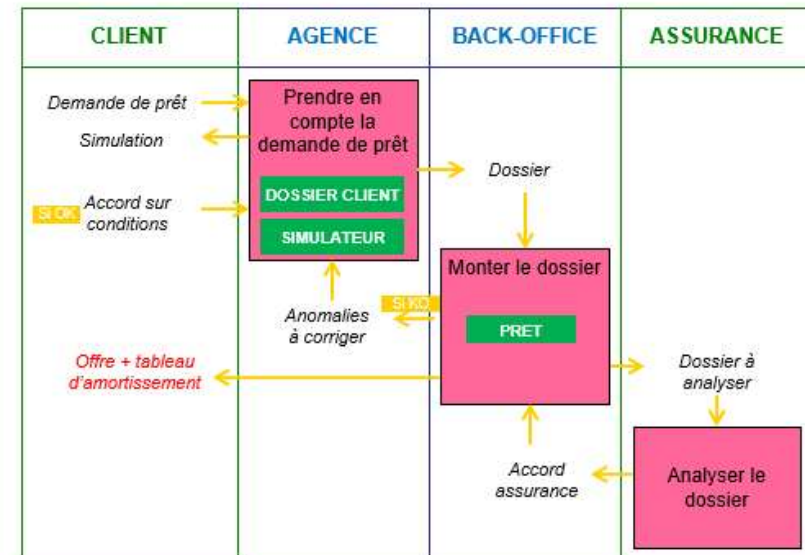 CLIENT
AGENCE
BACK-OFFICE
ASSURANCE
Demande de prêt
Simulation
SI OK
Accord sur
conditions
Prendre en
compte la
demande de prêt
DOSSIER CLIENT
SIMULATEUR
Dossier
Monter le dossier
PRET
SI KO
Anomalies
à corriger
Offre + tableau
d'amortissement
Dossier à
analyser
Analyser le
dossier
Accord
assurance